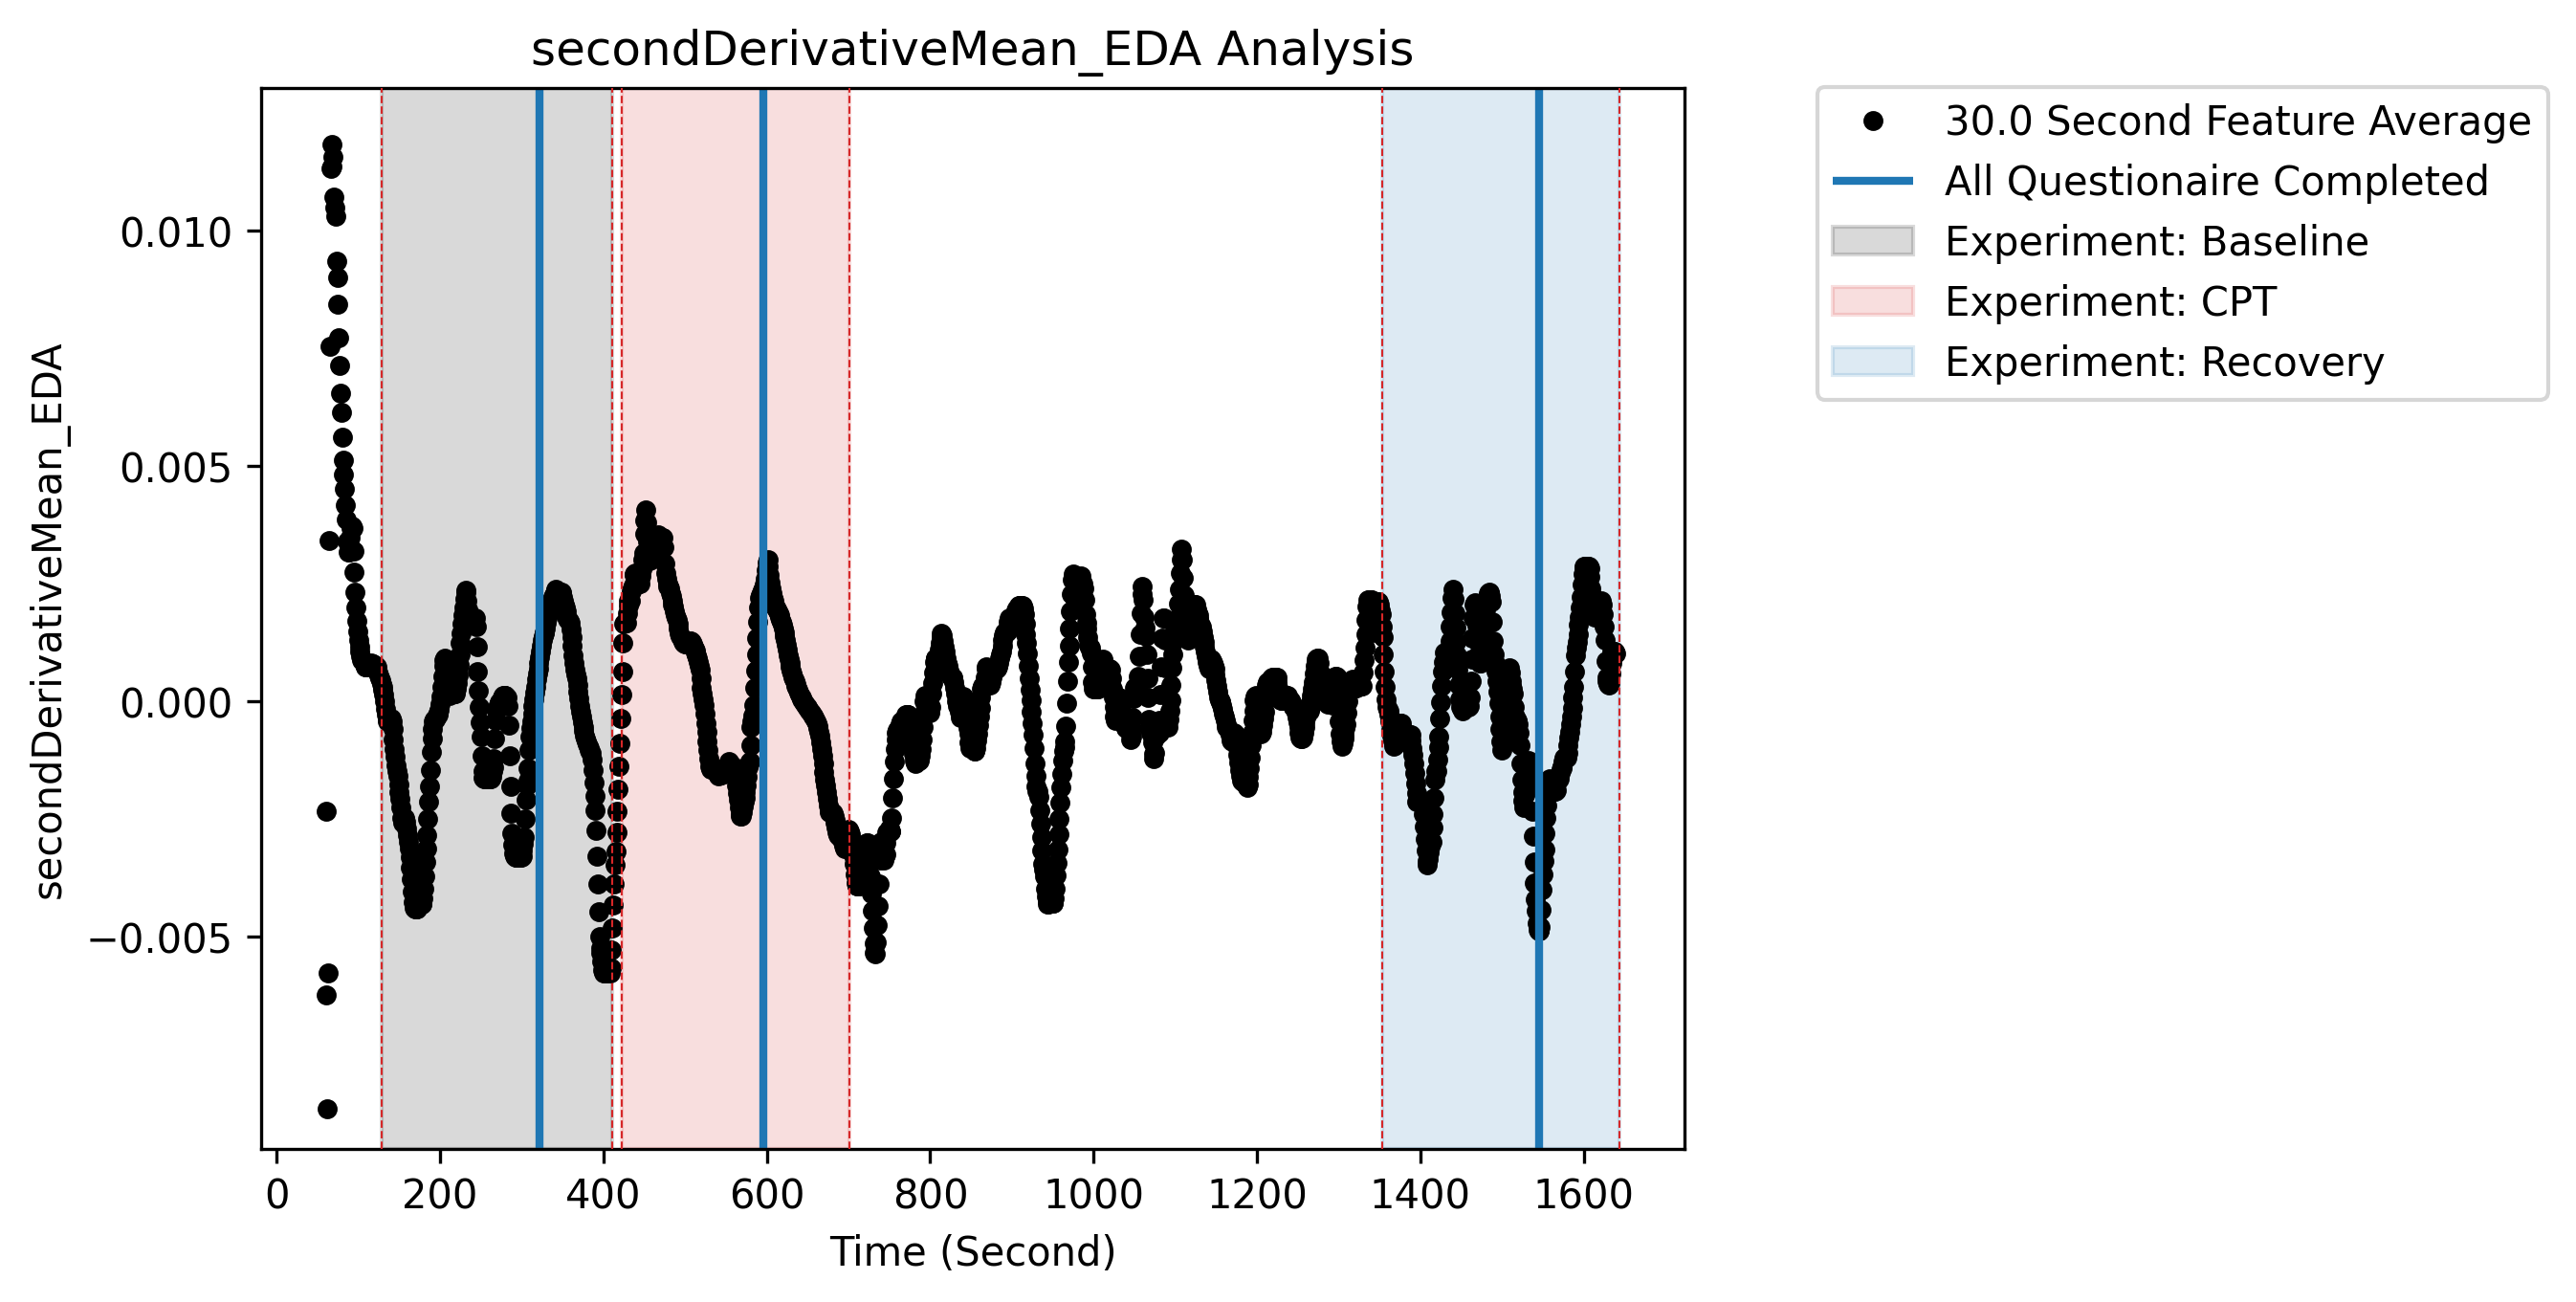 secondDerivativeMean_EDA Analysis
30.0 Second Feature Average
All Questionaire Completed
Experiment: Baseline
Experiment: CPT
Experiment: Recovery
secondDerivativeMean_EDA
0.010
0.005
0.000
−0.005
0 200 400 600 800 1000 1200 1400 1600
Time (Second)